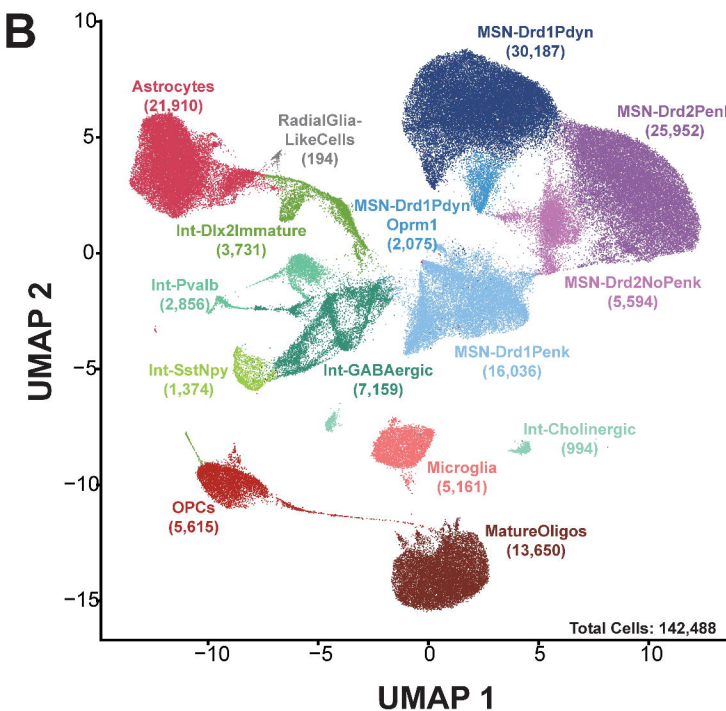 B
10
5
0
−5
−10
−15
UMAP 2
MSN-Drd1Pdyn
(30,187)
Astrocytes
(21,910)
RadialGlia-
LikeCells
(194)
MSN-Drd2Penk
(25,952)
MSN-Drd1Pdyn
Oprm1
(2,075)
Int-Dlx2Immature
(3,731)
Int-Pvalb
(2,856)
MSN-Drd2NoPenk
(5,594)
Int-SstNpy
(1,374)
Int-GABAergic
(7,159)
MSN-Drd1Penk
(16,036)
Int-Cholinergic
(994)
Microglia
(5,161)
OPCs
(5,615)
MatureOligos
(13,650)
Total Cells: 142,488
−10
−5
0
5
10
UMAP 1